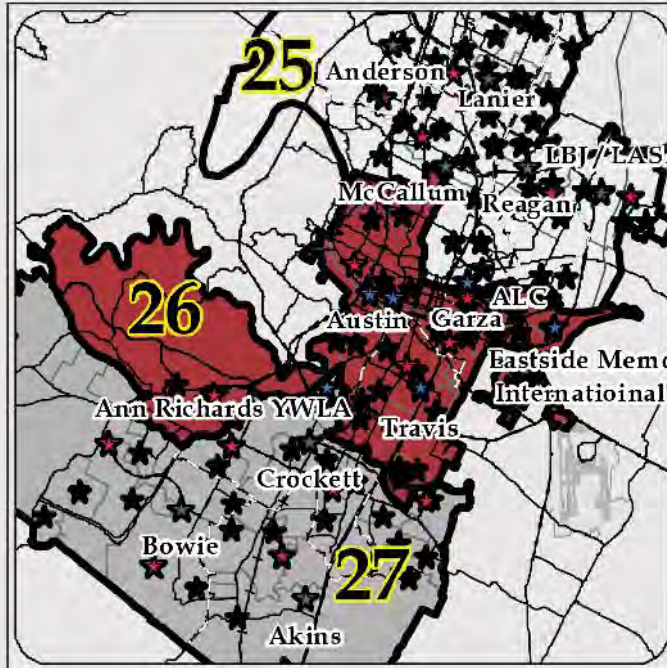 25
Anderson
Lanier
LBJ / LAS
McCallum
Reagan
26
ALC
Austin
Garza
Eastside Memo
Internatioinal
Ann Richards YWLA
Travis
Crockett
Bowie
27
Akins